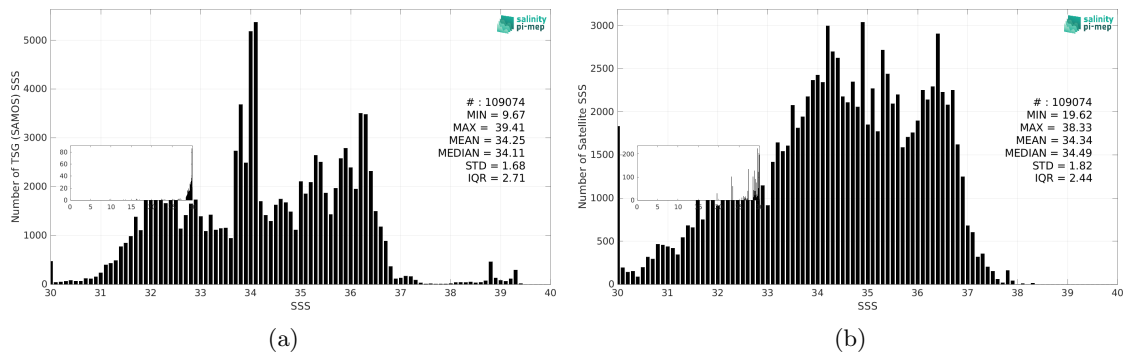 salinity
pi-mep
Number of TSG (SAMOS) SSS
5000
4000
3000
2000
1000
0
# : 109074
MIN = 9.67
MAX = 39.41
MEAN = 34.25
MEDIAN = 34.11
STD = 1.68
IQR = 2.71
80
60
40
20
0
0 5 10 15
30 31 32 33 34 35 36 37 38 39 40
SSS
(a)
salinity
pi-mep
Number of Satellite SSS
3000
2500
2000
1500
1000
500
0
# : 109074
MIN = 19.62
MAX = 38.33
MEAN = 34.34
MEDIAN = 34.49
STD = 1.82
IQR = 2.44
200
100
0
0 5 10 15
30 31 32 33 34 35 36 37 38 39 40
SSS
(b)